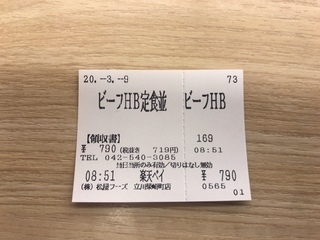 20.--3.--9 73
ビーフHB定食並 ビーフHB
【領収書】 169
￥ 790 (税抜き 719円) 08:51
TEL 042-540-3085
当日当所のみ有効/切りはなし無効
08:51 楽天ペイ ￥ 790
(株) 松屋フーズ 立川柴崎町店 0565
01